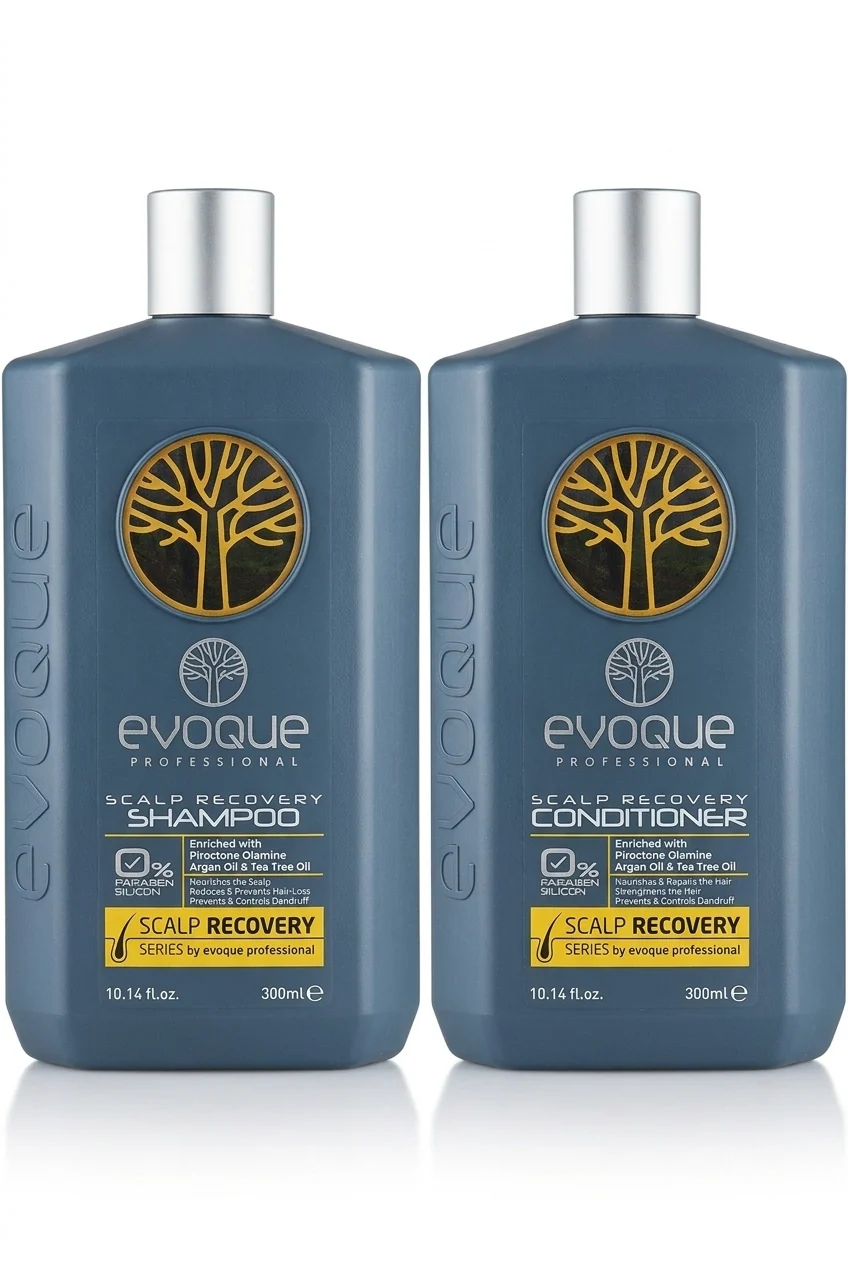 evoque
evoque
PROFESSIONAL
SCALP RECOVERY
SHAMPOO
0%
PARABEN
SILICON
Enriched with
Piroctone Olamine
Argan Oil & Tea Tree Oil
Nourishes the Scalp
Reduces & Prevents Hair-Loss
Prevents & Controls Dandruff
SCALP RECOVERY
SERIES by evoque professional
10.14 fl.oz. 300ml e
evoque
evoque
PROFESSIONAL
SCALP RECOVERY
CONDITIONER
0%
PARABEN
SILICON
Enriched with
Piroctone Olamine
Argan Oil & Tea Tree Oil
Nourishes & Repairs the Hair
Strengthens the Hair
Prevents & Controls Dandruff
SCALP RECOVERY
SERIES by evoque professional
10.14 fl.oz. 300ml e